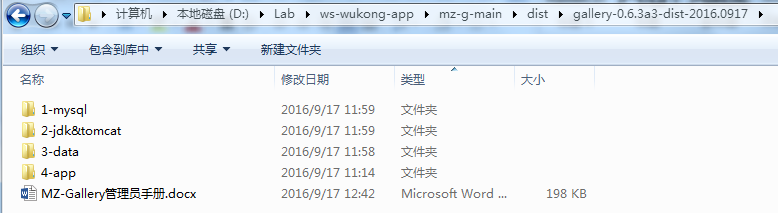 计算机 ▸ 本地磁盘 (D:) ▸ Lab ▸ ws-wukong-app ▸ mz-g-main ▸ dist ▸ gallery-0.6.3a3-dist-2016.0917 ▸
组织 包含到库中 共享 新建文件夹
名称 修改日期 类型 大小
1-mysql 2016/9/17 11:59 文件夹
2-jdk&tomcat 2016/9/17 11:59 文件夹
3-data 2016/9/17 11:58 文件夹
4-app 2016/9/17 11:14 文件夹
MZ-Gallery管理员手册.docx 2016/9/17 12:42 Microsoft Word ... 198 KB